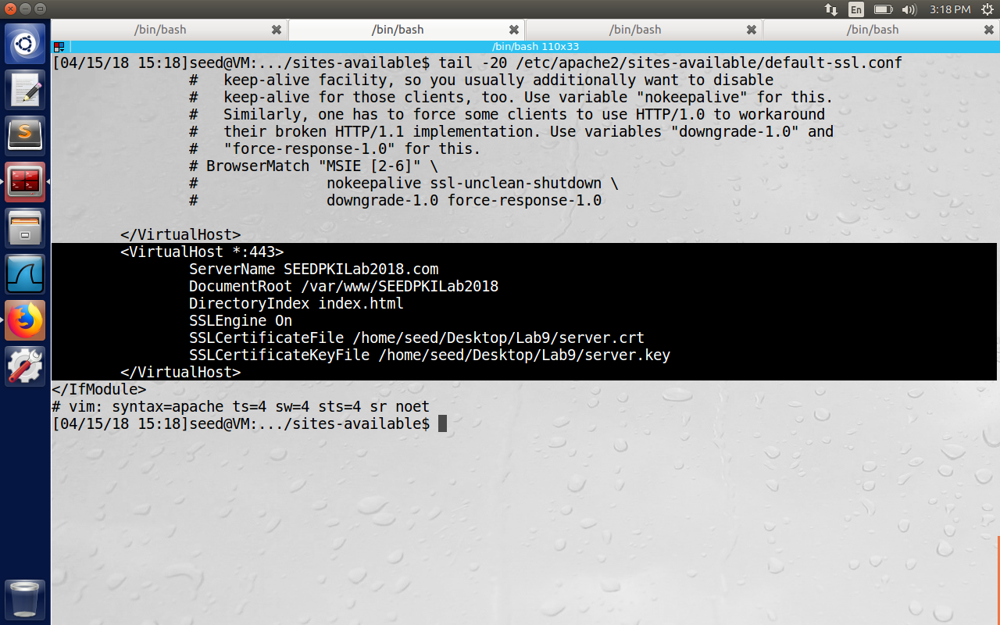 En
3:18 PM
/bin/bash
/bin/bash
/bin/bash
/bin/bash
/bin/bash 110x33
[04/15/18 15:18]seed@VM:.../sites-available$ tail -20 /etc/apache2/sites-available/default-ssl.conf
#   keep-alive facility, so you usually additionally want to disable
#   keep-alive for those clients, too. Use variable "nokeepalive" for this.
#   Similarly, one has to force some clients to use HTTP/1.0 to workaround
#   their broken HTTP/1.1 implementation. Use variables "downgrade-1.0" and
#   "force-response-1.0" for this.
# BrowserMatch "MSIE [2-6]" \
#               nokeepalive ssl-unclean-shutdown \
#               downgrade-1.0 force-response-1.0
</VirtualHost>
<VirtualHost *:443>
ServerName SEEDPKILab2018.com
DocumentRoot /var/www/SEEDPKILab2018
DirectoryIndex index.html
SSLEngine On
SSLCertificateFile /home/seed/Desktop/Lab9/server.crt
SSLCertificateKeyFile /home/seed/Desktop/Lab9/server.key
</VirtualHost>
</IfModule>
# vim: syntax=apache ts=4 sw=4 sts=4 sr noet
[04/15/18 15:18]seed@VM:.../sites-available$